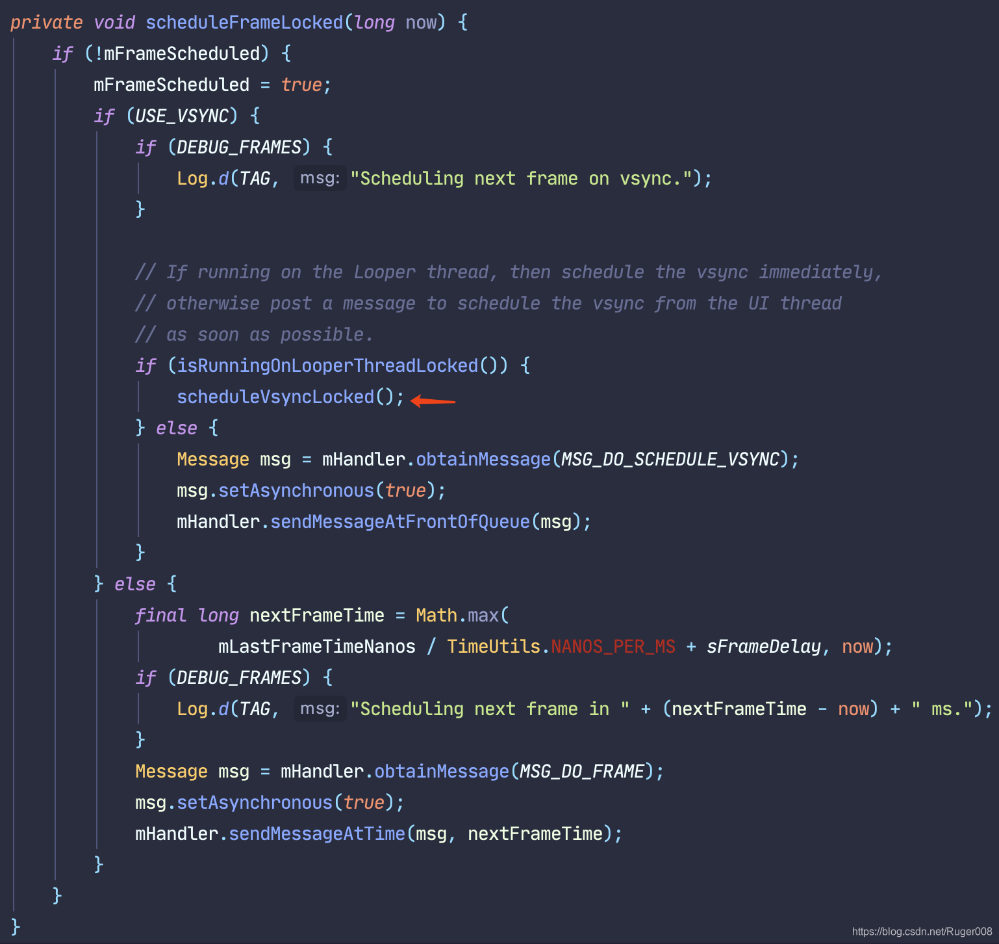 private void scheduleFrameLocked(long now) {
    if (!mFrameScheduled) {
        mFrameScheduled = true;
        if (USE_VSYNC) {
            if (DEBUG_FRAMES) {
                Log.d(TAG, msg: "Scheduling next frame on vsync.");
            }
            // If running on the Looper thread, then schedule the vsync immediately,
            // otherwise post a message to schedule the vsync from the UI thread
            // as soon as possible.
            if (isRunningOnLooperThreadLocked()) {
                scheduleVsyncLocked();
            } else {
                Message msg = mHandler.obtainMessage(MSG_DO_SCHEDULE_VSYNC);
                msg.setAsynchronous(true);
                mHandler.sendMessageAtFrontOfQueue(msg);
            }
        } else {
            final long nextFrameTime = Math.max(
                    mLastFrameTimeNanos / TimeUtils.NANOS_PER_MS + sFrameDelay, now);
            if (DEBUG_FRAMES) {
                Log.d(TAG, msg: "Scheduling next frame in " + (nextFrameTime - now) + " ms.");
            }
            Message msg = mHandler.obtainMessage(MSG_DO_FRAME);
            msg.setAsynchronous(true);
            mHandler.sendMessageAtTime(msg, nextFrameTime);
        }
    }
}
https://blog.csdn.net/Ruger008